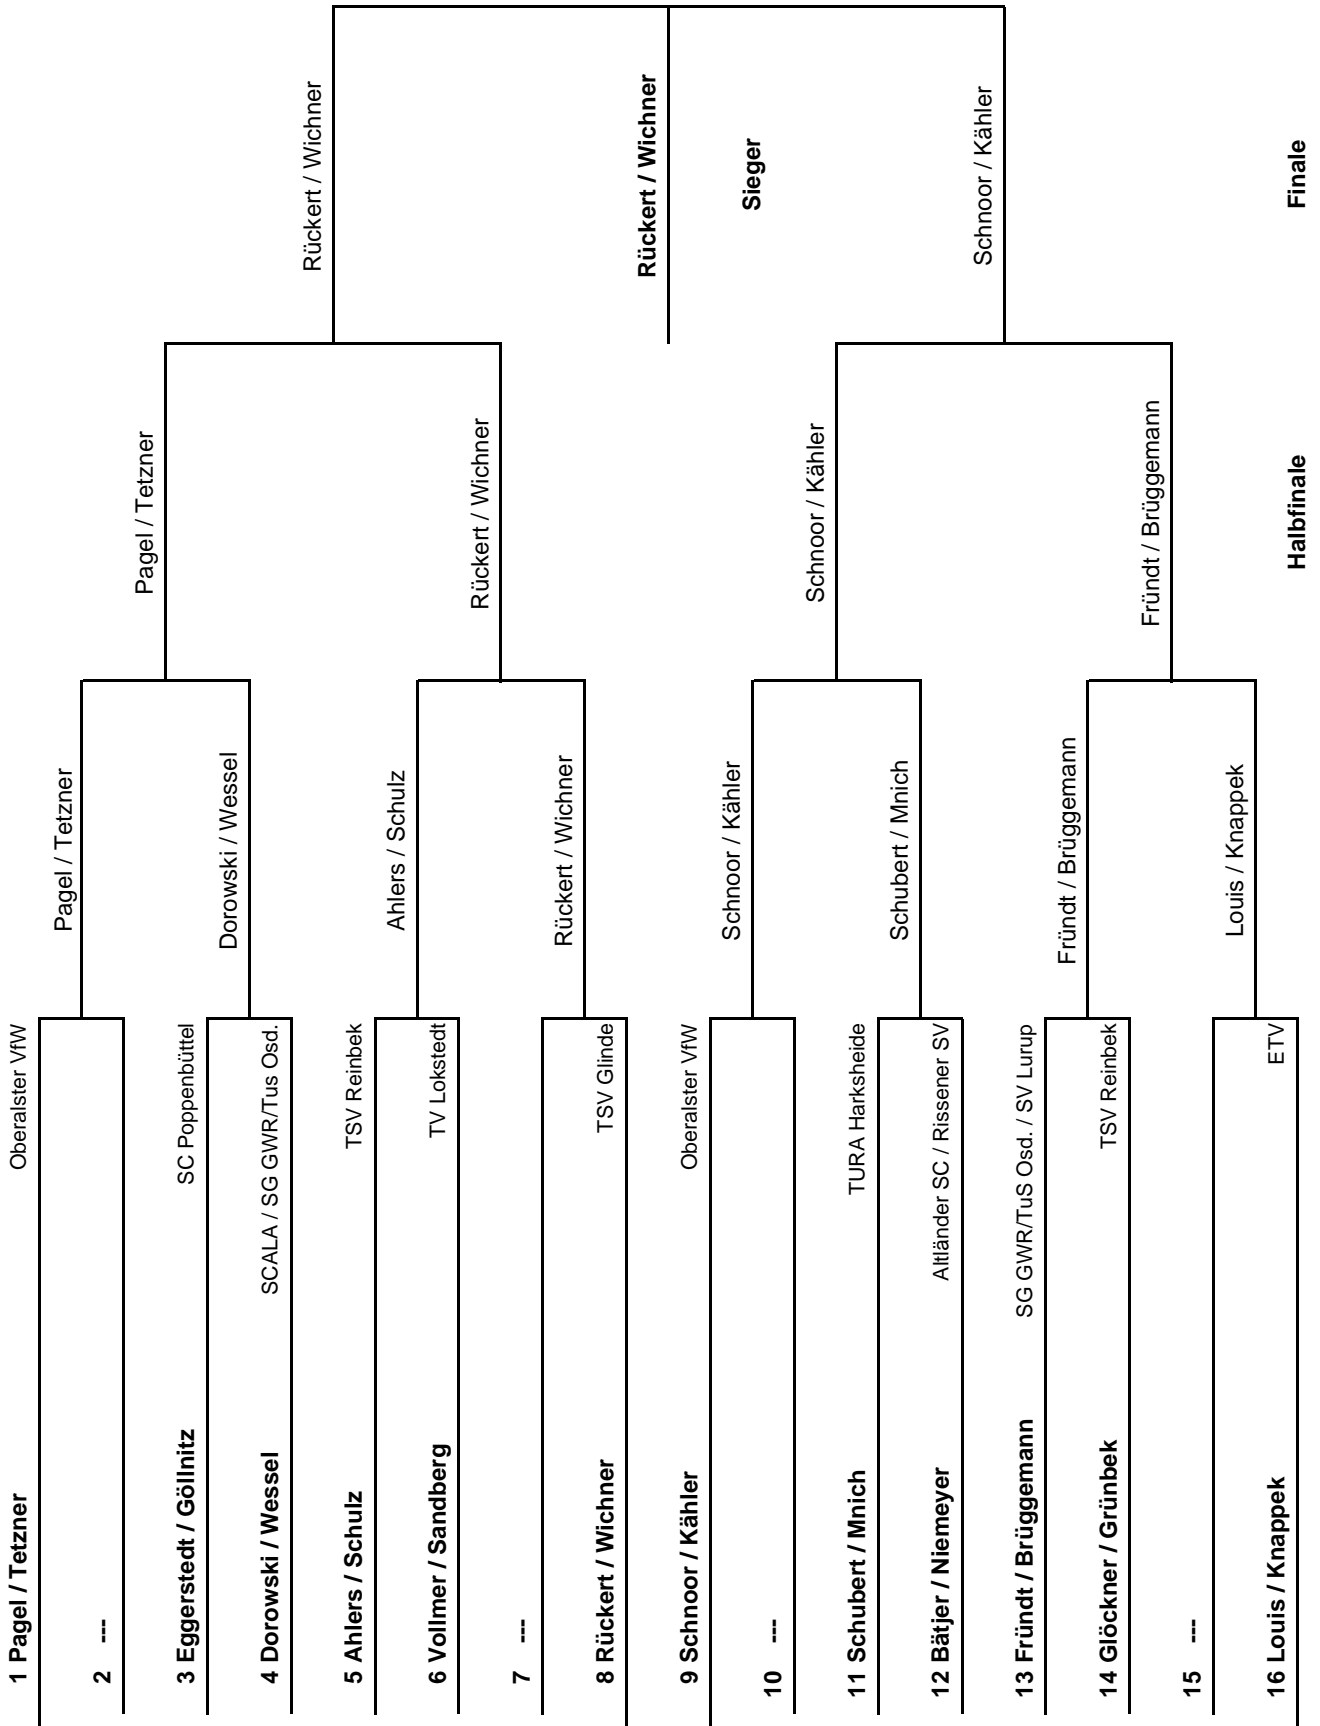 1 Pagel / Tetzner Oberalster VfW
2 ---
3 Eggerstedt / Göllnitz SC Poppenbüttel
4 Dorowski / Wessel SCALA / SG GWR/Tus Osd.
5 Ahlers / Schulz TSV Reinbek
6 Vollmer / Sandberg TV Lokstedt
7 ---
8 Rückert / Wichner TSV Glinde
9 Schnoor / Kähler Oberalster VfW
10 ---
11 Schubert / Mnich TURA Harksheide
12 Bätjer / Niemeyer Altländer SC / Rissener SV
13 Fründt / Brüggemann SG GWR/TuS Osd. / SV Lurup
14 Glöckner / Grünbek TSV Reinbek
15 ---
16 Louis / Knappek ETV
Pagel / Tetzner
Dorowski / Wessel
Ahlers / Schulz
Rückert / Wichner
Schnoor / Kähler
Schubert / Mnich
Fründt / Brüggemann
Louis / Knappek
Pagel / Tetzner
Rückert / Wichner
Schnoor / Kähler
Fründt / Brüggemann
Halbfinale
Rückert / Wichner
Rückert / Wichner
Sieger
Schnoor / Kähler
Finale